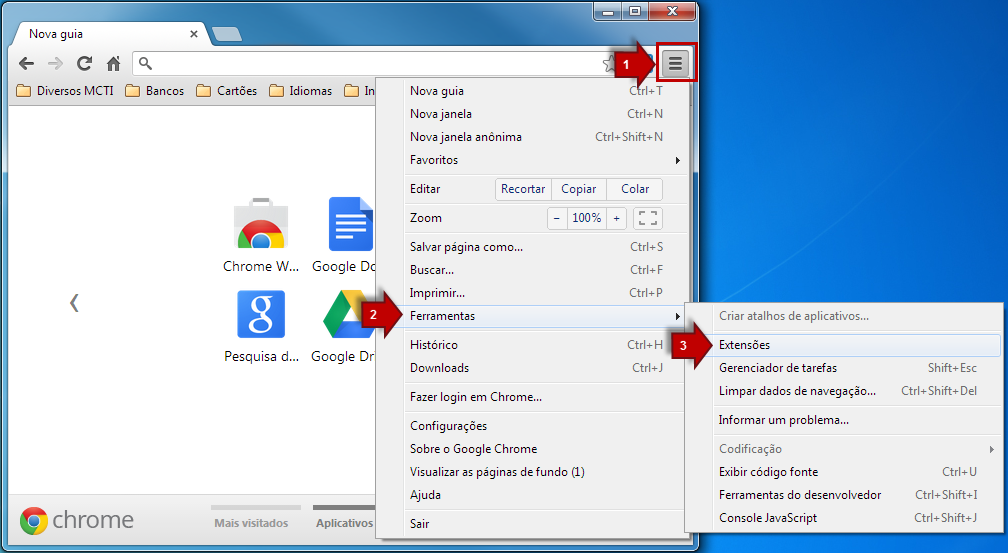 Nova guia
1
Diversos MCTI Bancos Cartões Idiomas In
Nova guia Ctrl+T
Nova janela Ctrl+N
Nova janela anônima Ctrl+Shift+N
Favoritos
Editar Recortar Copiar Colar
Zoom − 100% +
Salvar página como... Ctrl+S
Buscar... Ctrl+F
Imprimir... Ctrl+P
2 Ferramentas
Histórico Ctrl+H
Downloads Ctrl+J
Fazer login em Chrome...
Configurações
Sobre o Google Chrome
Visualizar as páginas de fundo (1)
Ajuda
Sair
Chrome W... Google Do
Pesquisa d... Google Dr
chrome Mais visitados Aplicativos
Criar atalhos de aplicativos...
3 Extensões
Gerenciador de tarefas Shift+Esc
Limpar dados de navegação... Ctrl+Shift+Del
Informar um problema...
Codificação
Exibir código fonte Ctrl+U
Ferramentas do desenvolvedor Ctrl+Shift+I
Console JavaScript Ctrl+Shift+J